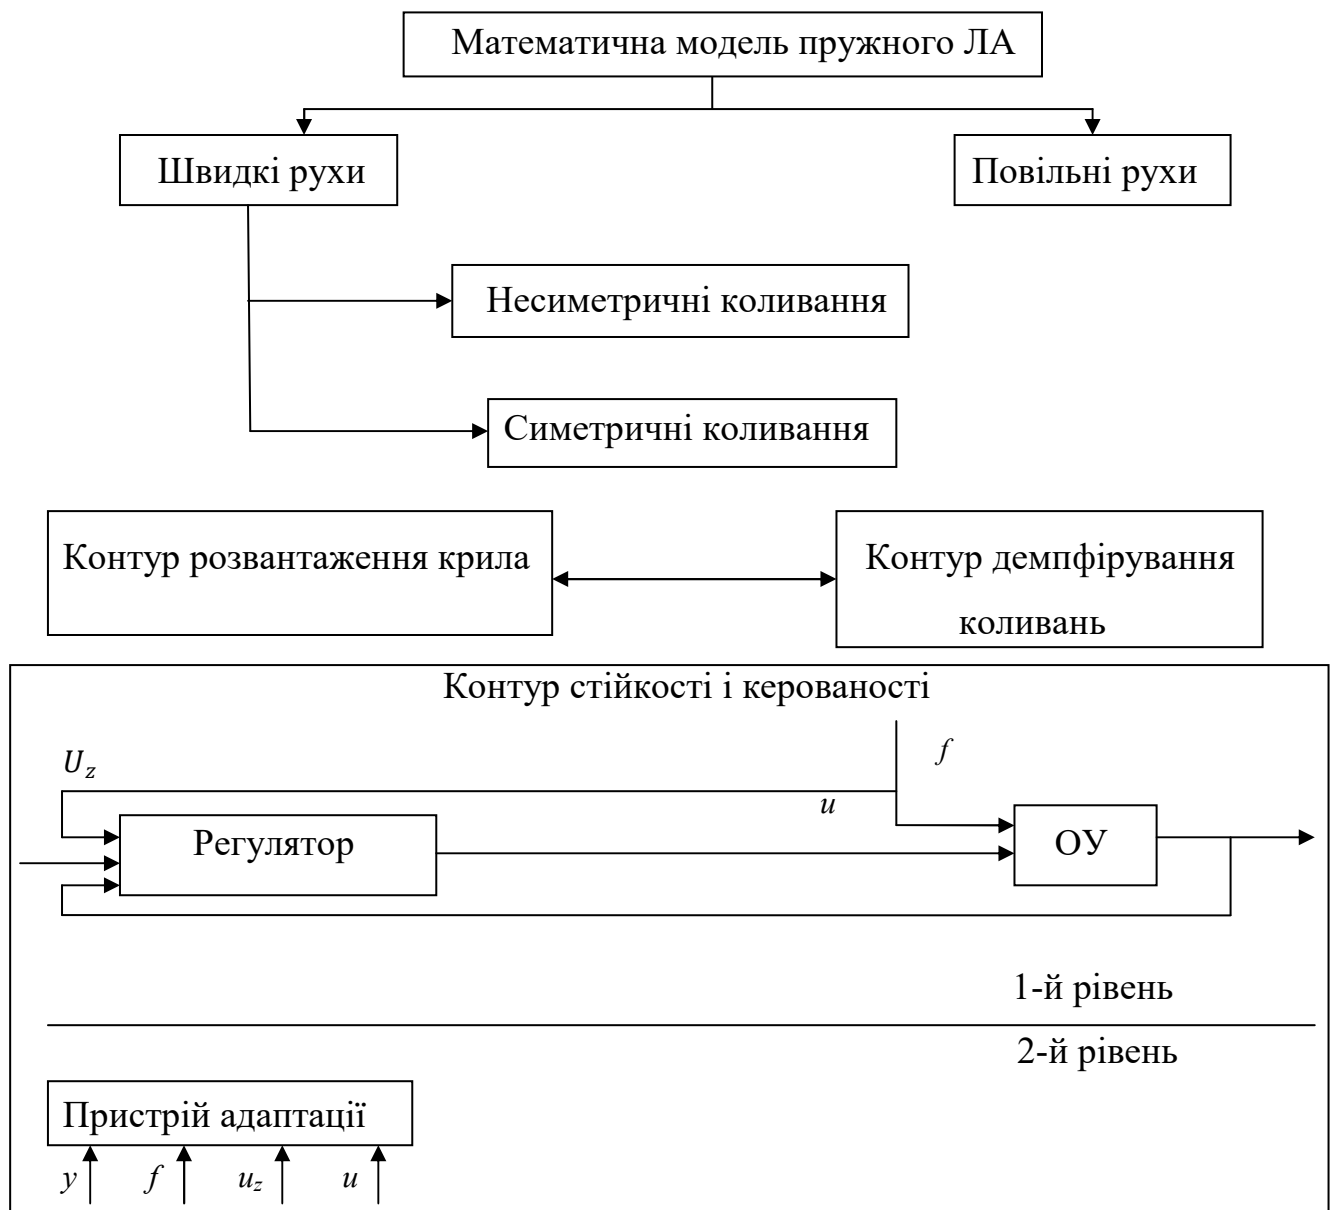 Математична модель пружного ЛА
Швидкі рухи
Повільні рухи
Несиметричні коливання
Симетричні коливання
Контур розвантаження крила
Контур демпфірування
коливань
Контур стійкості і керованості
f
U_z
u
Регулятор
ОУ
1-й рівень
2-й рівень
Пристрій адаптації
y f u_z u